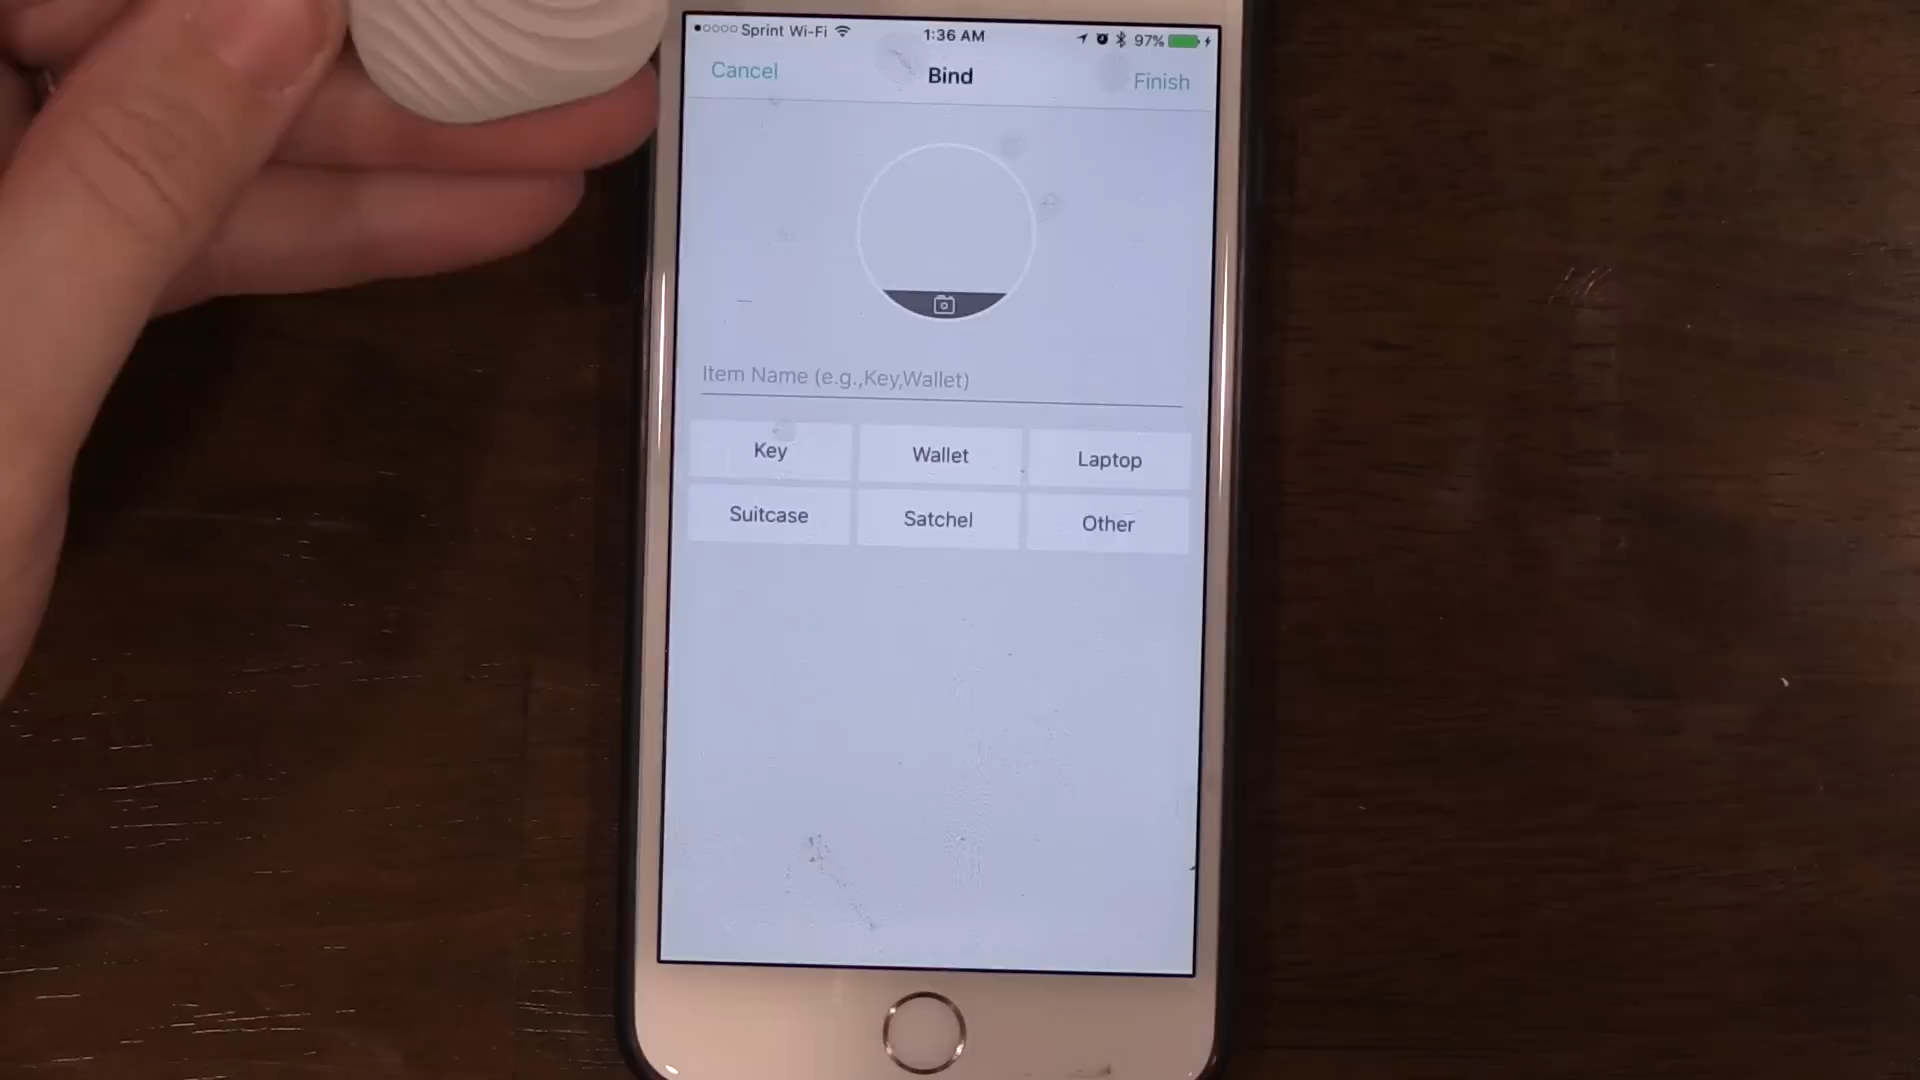 Sprint Wi-Fi 1:36 AM 97%
Cancel Bind Finish
Item Name (e.g.,Key,Wallet)
Key Wallet Laptop
Suitcase Satchel Other